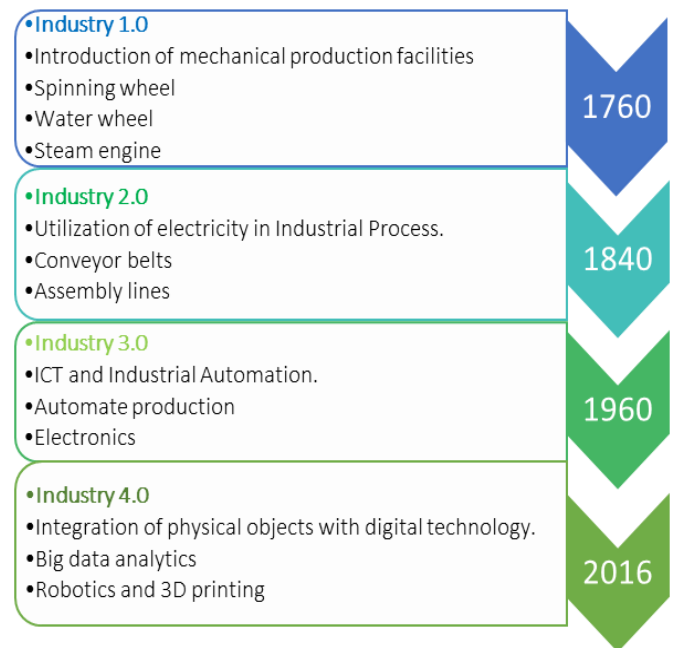 •Industry 1.0
•Introduction of mechanical production facilities
•Spinning wheel
•Water wheel
•Steam engine
1760
•Industry 2.0
•Utilization of electricity in Industrial Process.
•Conveyor belts
•Assembly lines
1840
•Industry 3.0
•ICT and Industrial Automation.
•Automate production
•Electronics
1960
•Industry 4.0
•Integration of physical objects with digital technology.
•Big data analytics
•Robotics and 3D printing
2016